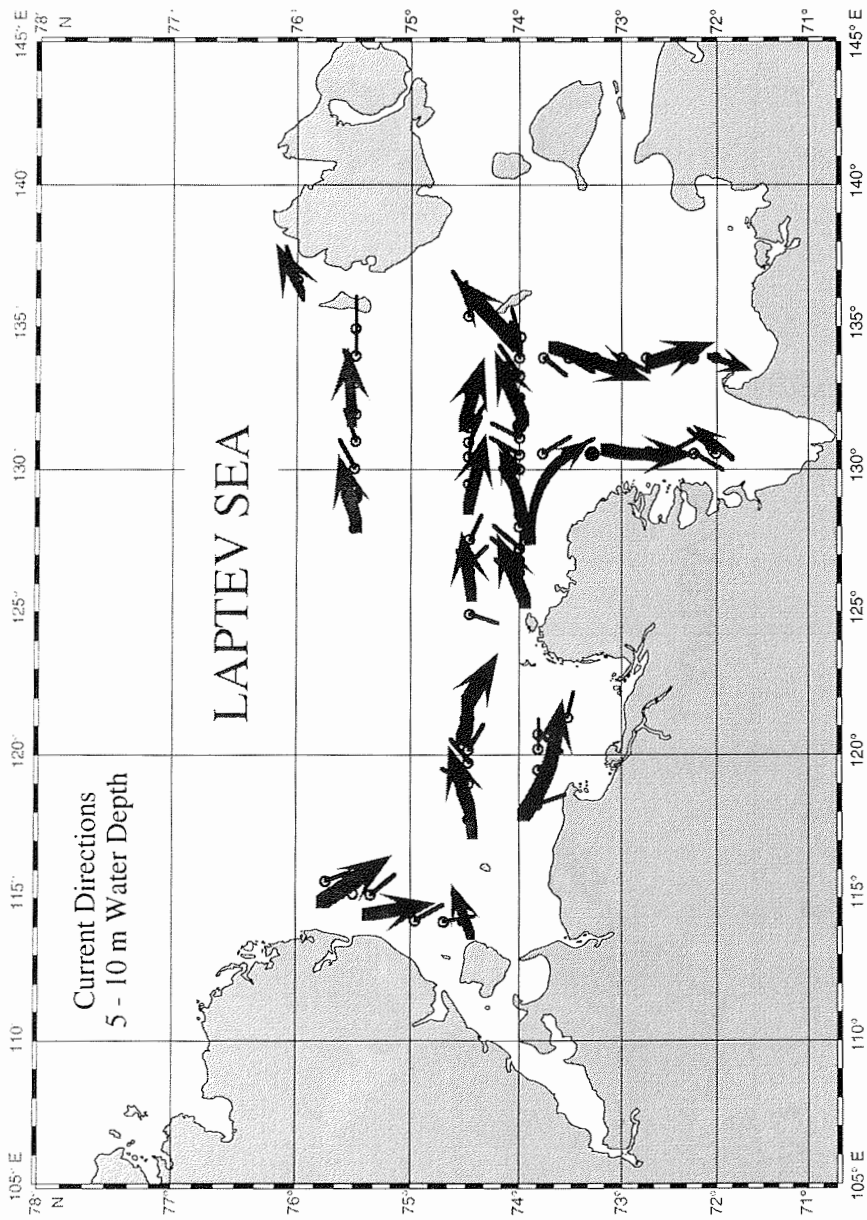 105° E 110° 115° 120° 125° 130° 135° 140 145° E
78° 78°
N N
Current Directions
5 - 10 m Water Depth
77° 77°
LAPTEV SEA
76° 76°
75° 75°
74° 74°
73° 73°
72° 72°
71° 71°
105° E 110° 115° 120° 125° 130° 135° 140° 145° E